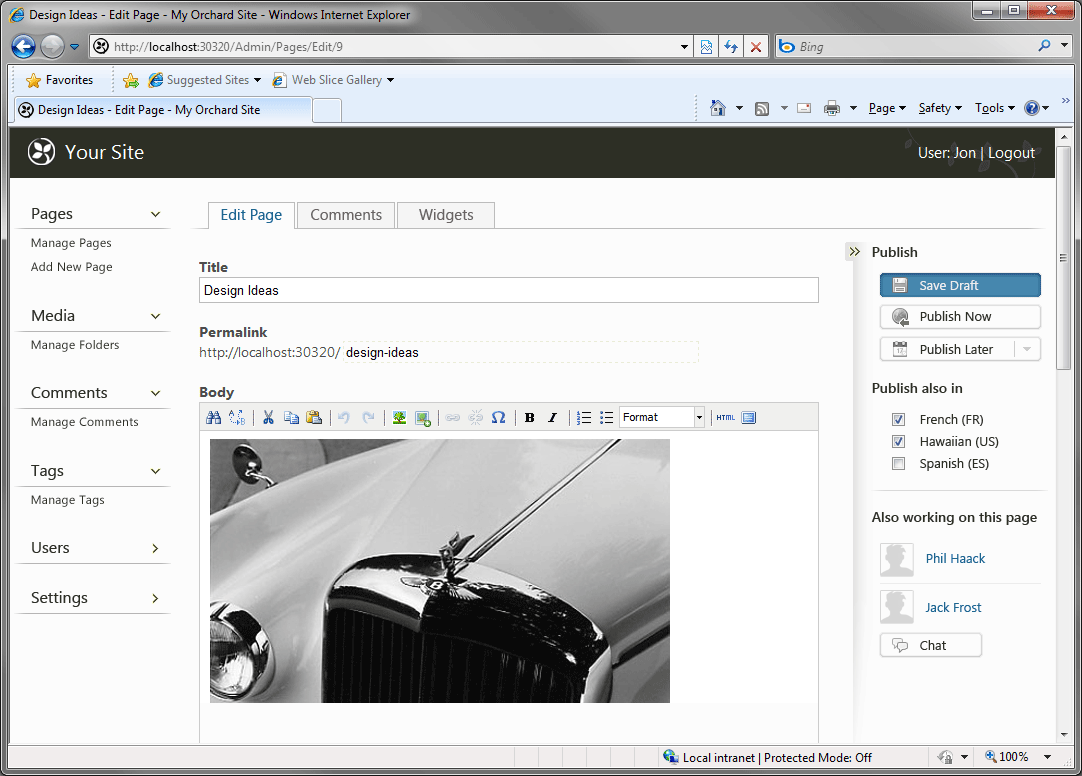 Design Ideas - Edit Page - My Orchard Site - Windows Internet Explorer
http://localhost:30320/Admin/Pages/Edit/9
Bing
Favorites
Suggested Sites
Web Slice Gallery
Design Ideas - Edit Page - My Orchard Site
Page
Safety
Tools
Your Site
User: Jon | Logout
Pages
Manage Pages
Add New Page
Media
Manage Folders
Comments
Manage Comments
Tags
Manage Tags
Users
Settings
Edit Page
Comments
Widgets
Title
Design Ideas
Permalink
http://localhost:30320/ design-ideas
Body
B I
Format
HTML
B
Publish
Save Draft
Publish Now
Publish Later
Publish also in
French (FR)
Hawaiian (US)
Spanish (ES)
Also working on this page
Phil Haack
Jack Frost
Chat
Local intranet | Protected Mode: Off
100%